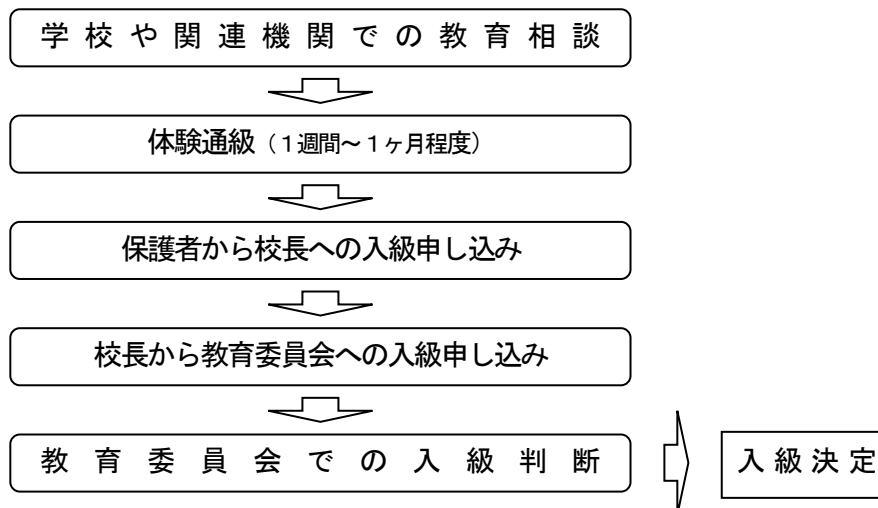 学校や関連機関での教育相談
体験通級（１週間～１ヶ月程度）
保護者から校長への入級申し込み
校長から教育委員会への入級申し込み
教育委員会での入級判断
入級決定